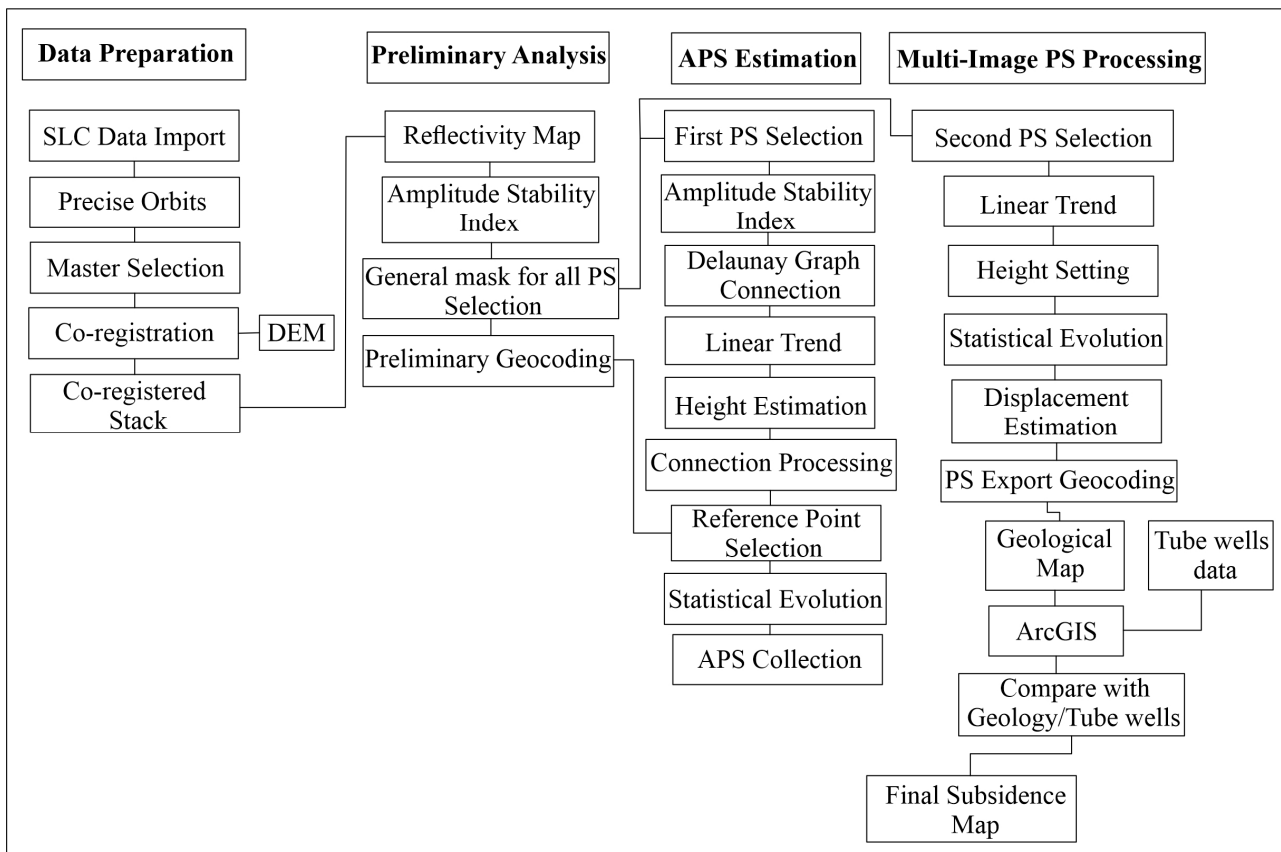 Data Preparation
SLC Data Import
Precise Orbits
Master Selection
Co-registration
DEM
Co-registered
Stack
Preliminary Analysis
Reflectivity Map
Amplitude Stability
Index
General mask for all PS
Selection
Preliminary Geocoding
APS Estimation
First PS Selection
Amplitude Stability
Index
Delaunay Graph
Connection
Linear Trend
Height Estimation
Connection Processing
Reference Point
Selection
Statistical Evolution
APS Collection
Multi-Image PS Processing
Second PS Selection
Linear Trend
Height Setting
Statistical Evolution
Displacement
Estimation
PS Export Geocoding
Geological
Map
Tube wells
data
ArcGIS
Compare with
Geology/Tube wells
Final Subsidence
Map